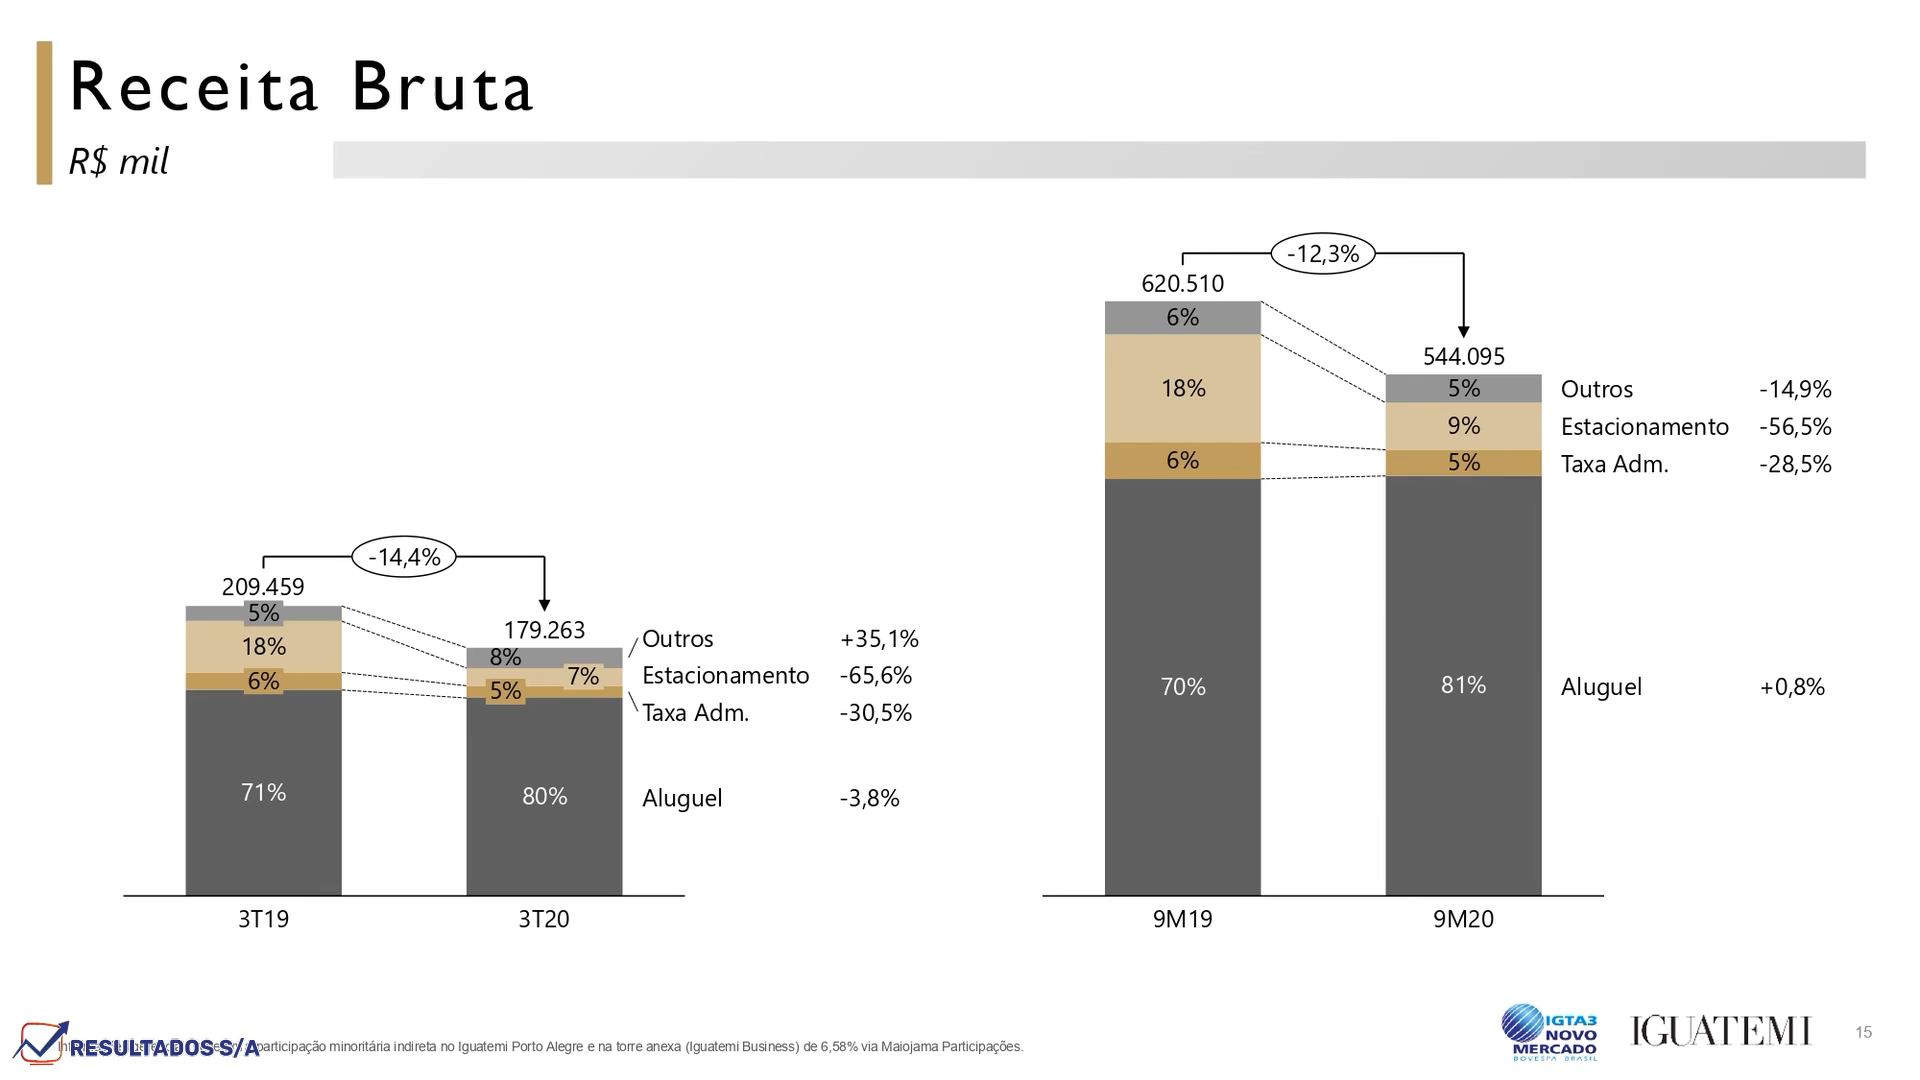 Receita Bruta
R$ mil
-14,4%
209.459
5%
18%
6%
71%
179.263
8%
7%
5%
80%
Outros +35,1%
Estacionamento -65,6%
Taxa Adm. -30,5%
Aluguel -3,8%
3T19 3T20
-12,3%
620.510
6%
18%
6%
70%
544.095
5%
9%
5%
81%
Outros -14,9%
Estacionamento -56,5%
Taxa Adm. -28,5%
Aluguel +0,8%
9M19 9M20
RESULTADOS S/A
participação minoritária indireta no Iguatemi Porto Alegre e na torre anexa (Iguatemi Business) de 6,58% via Maiojama Participações.
IGTA3
NOVO
MERCADO
BOVESPA BRASIL
IGUATEMI
15